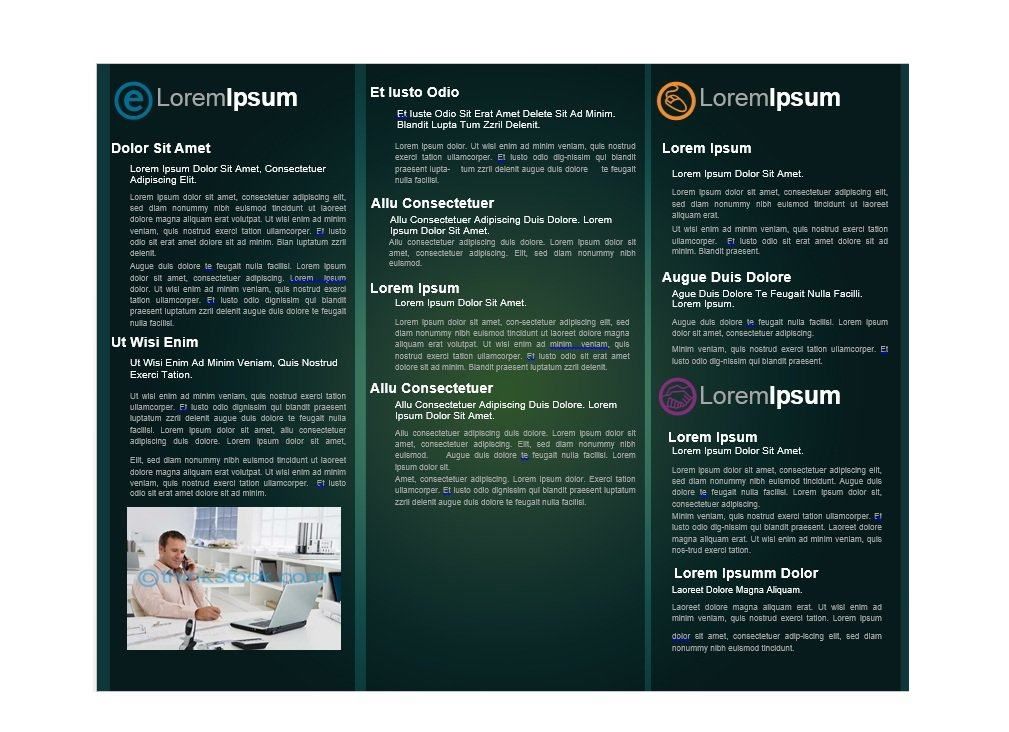 LoremIpsum
Dolor Sit Amet
Lorem Ipsum Dolor Sit Amet, Consectetuer
Adipiscing Elit.
Lorem ipsum dolor sit amet, consectetuer adipiscing elit,
sed diam nonummy nibh euismod tincidunt ut laoreet
dolore magna aliquam erat volutpat. Ut wisi enim ad minim
veniam, quis nostrud exerci tation ullamcorper. Et iusto
odio sit erat amet dolore sit ad minim. Blan luptatum zzril
delenit.
Augue duis dolore te feugait nulla facilisi. Lorem ipsum
dolor sit amet, consectetuer adipiscing. Lorem ipsum
dolor. Ut wisi enim ad minim veniam, quis nostrud exerci
tation ullamcorper. Et iusto odio dignissim qui blandit
praesent luptatum zzril delenit augue duis dolore te feugait
nulla facilisi.
Ut Wisi Enim
Ut Wisi Enim Ad Minim Veniam, Quis Nostrud
Exerci Tation.
Ut wisi enim ad minim veniam, quis nostrud exerci tation
ullamcorper. Et iusto odio dignissim qui blandit praesent
luptatum zzril delenit augue duis dolore te feugait nulla
facilisi. Lorem ipsum dolor sit amet, allu consectetuer
adipiscing duis dolore. Lorem ipsum dolor sit amet,
Elit, sed diam nonummy nibh euismod tincidunt ut laoreet
dolore magna aliquam erat volutpat. Ut wisi enim ad minim
veniam, quis nostrud exerci tation ullamcorper. Et iusto
odio dignissim qui blandit praesent luptatum ad minim.
© thinkstock.com
Et Iusto Odio
Et Iuste Odio Sit Erat Amet Delete Sit Ad Minim.
Blandit Lupta Tum Zzril Delenit.
Lorem ipsum dolor. Ut wisi enim ad minim veniam, quis nostrud
exerci tation ullamcorper. Et iusto odio dig-nissim qui blandit
praesent lupta- tum zzril delenit augue duis dolore te feugait
nulla facilisi.
Allu Consectetuer
Allu Consectetuer Adipiscing Duis Dolore. Lorem
Ipsum Dolor Sit Amet.
Allu consectetuer adipiscing duis dolore. Lorem ipsum dolor sit
amet, consectetuer adipiscing. Elit, sed diam nonummy nibh
euismod.
Lorem Ipsum
Lorem Ipsum Dolor Sit Amet.
Lorem ipsum dolor sit amet, con-sectetuer adipiscing elit, sed
diam nonummy nibh euismod tincidunt ut laoreet dolore magna
aliquam erat volutpat. Ut wisi enim ad minim veniam, quis
nostrud exerci tation ullamcorper. Et iusto odio sit erat amet
dolore sit ad minim. Blandit praesent luptatum zzril delenit.
Allu Consectetuer
Allu Consectetuer Adipiscing Duis Dolore. Lorem
Ipsum Dolor Sit Amet.
Allu consectetuer adipiscing duis dolore. Lorem ipsum dolor sit
amet, consectetuer adipiscing. Elit, sed diam nonummy nibh
euismod. Augue duis dolore te feugait nulla facilisi. Lorem
ipsum dolor sit.
Amet, consectetuer adipiscing. Lorem ipsum dolor. Exerci tation
ullamcorper. Et iusto odio dignissim qui blandit praesent luptatum
zzril delenit augue duis dolore te feugait nulla facilisi.
LoremIpsum
Lorem Ipsum
Lorem Ipsum Dolor Sit Amet.
Lorem ipsum dolor sit amet, consectetuer adipiscing elit,
sed diam nonummy nibh euismod tincidunt ut laoreet
aliquam erat.
Ut wisi enim ad minim veniam, quis nostrud exerci tation
ullamcorper. Et iusto odio sit erat amet dolore sit ad
minim. Blandit praesent.
Augue Duis Dolore
Ague Duis Dolore Te Feugait Nulla Facilli.
Lorem Ipsum.
Augue duis dolore te feugait nulla facilisi. Lorem ipsum
dolor sit amet, consectetuer adipiscing.
Minim veniam, quis nostrud exerci tation ullamcorper. Et
iusto odio dig-nissim qui blandit praesent.
LoremIpsum
Lorem Ipsum
Lorem Ipsum Dolor Sit Amet.
Lorem ipsum dolor sit amet, consectetuer adipiscing elit,
sed diam nonummy nibh euismod tincidunt. Augue duis
dolore te feugait nulla facilisi. Lorem ipsum dolor sit,
consectetuer adipiscing.
Minim veniam, quis nostrud exerci tation ullamcorper. Et
iusto odio dig-nissim qui blandit praesent. Laoreet dolore
magna aliquam erat. Ut wisi enim ad minim veniam, quis
nos-trud exerci tation.
Lorem Ipsumm Dolor
Laoreet Dolore Magna Aliquam.
Laoreet dolore magna aliquam erat. Ut wisi enim ad minim
veniam, quis nostrud exerci tation. Lorem ipsum
dolor sit amet, consectetuer adip-iscing elit, sed diam
nonummy nibh euismod tincidunt.